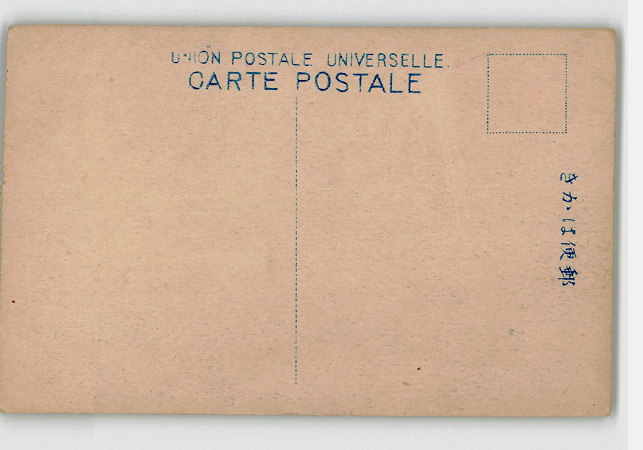 UNION POSTALE UNIVERSELLE.
CARTE POSTALE
きかは便郵